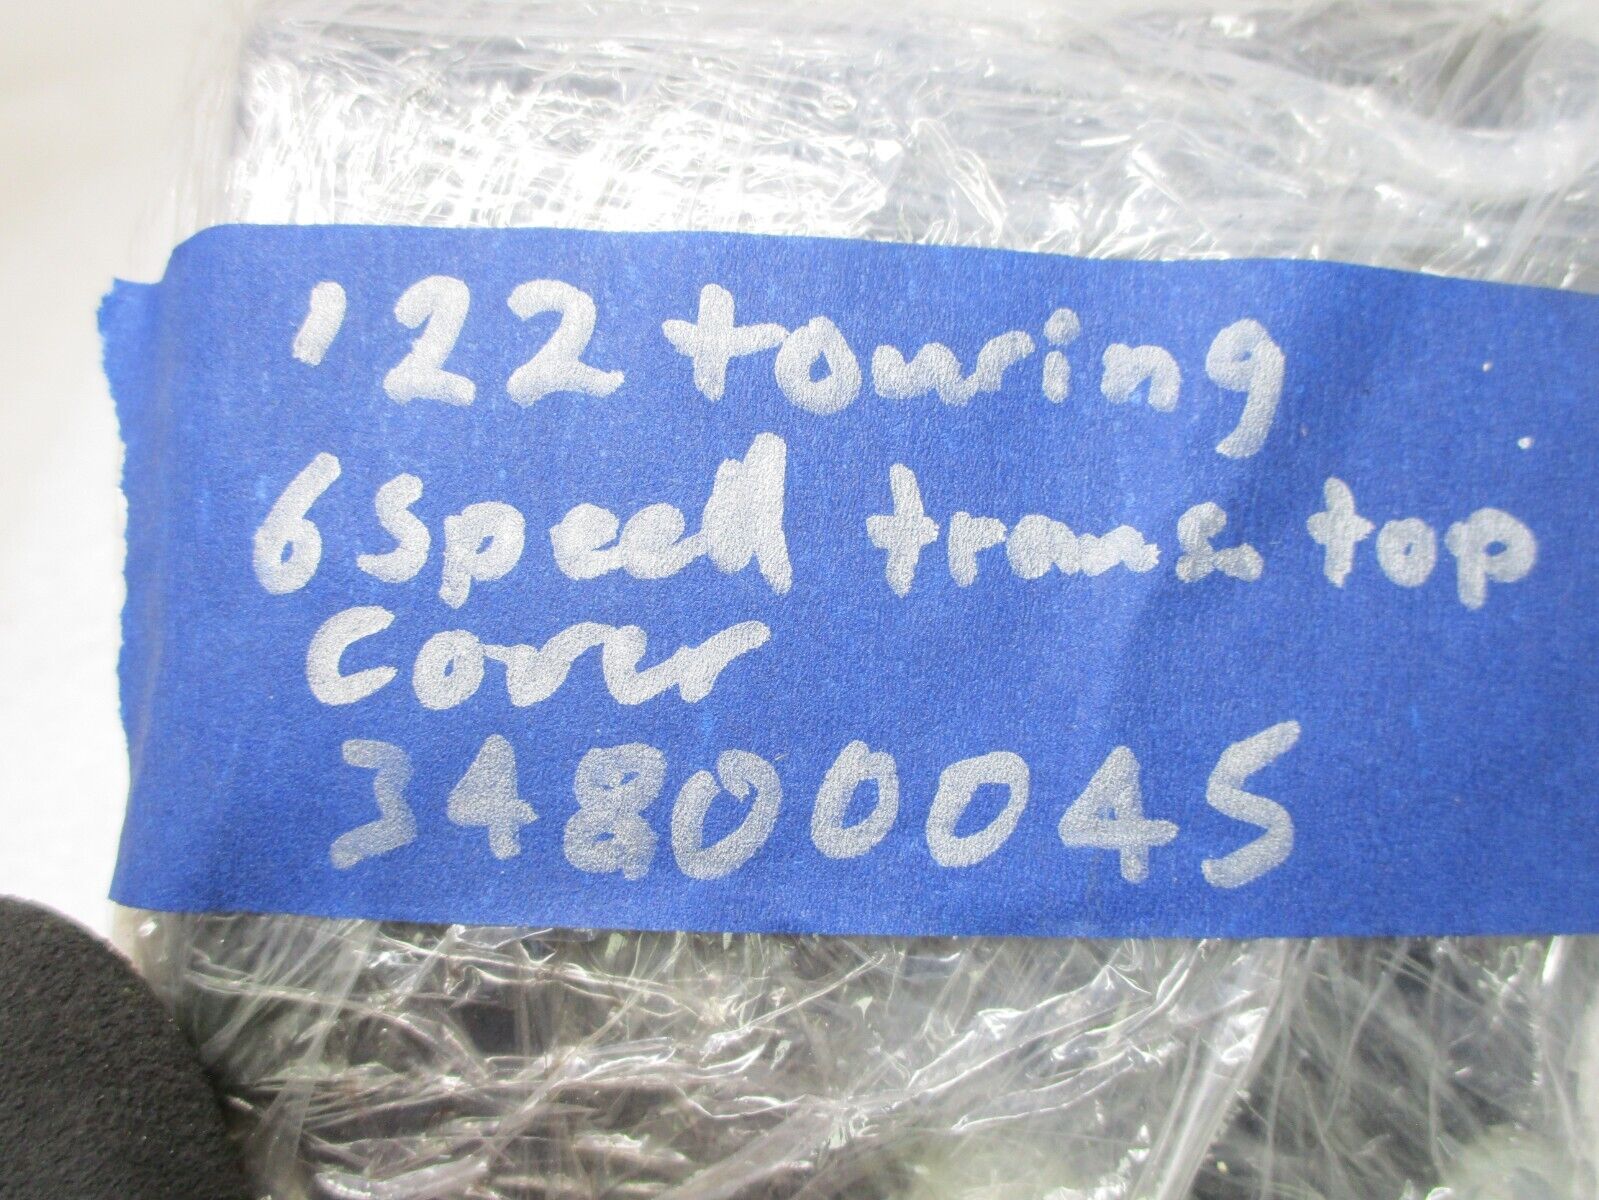 '22 touring
6 speed trans. top
cover
34800045